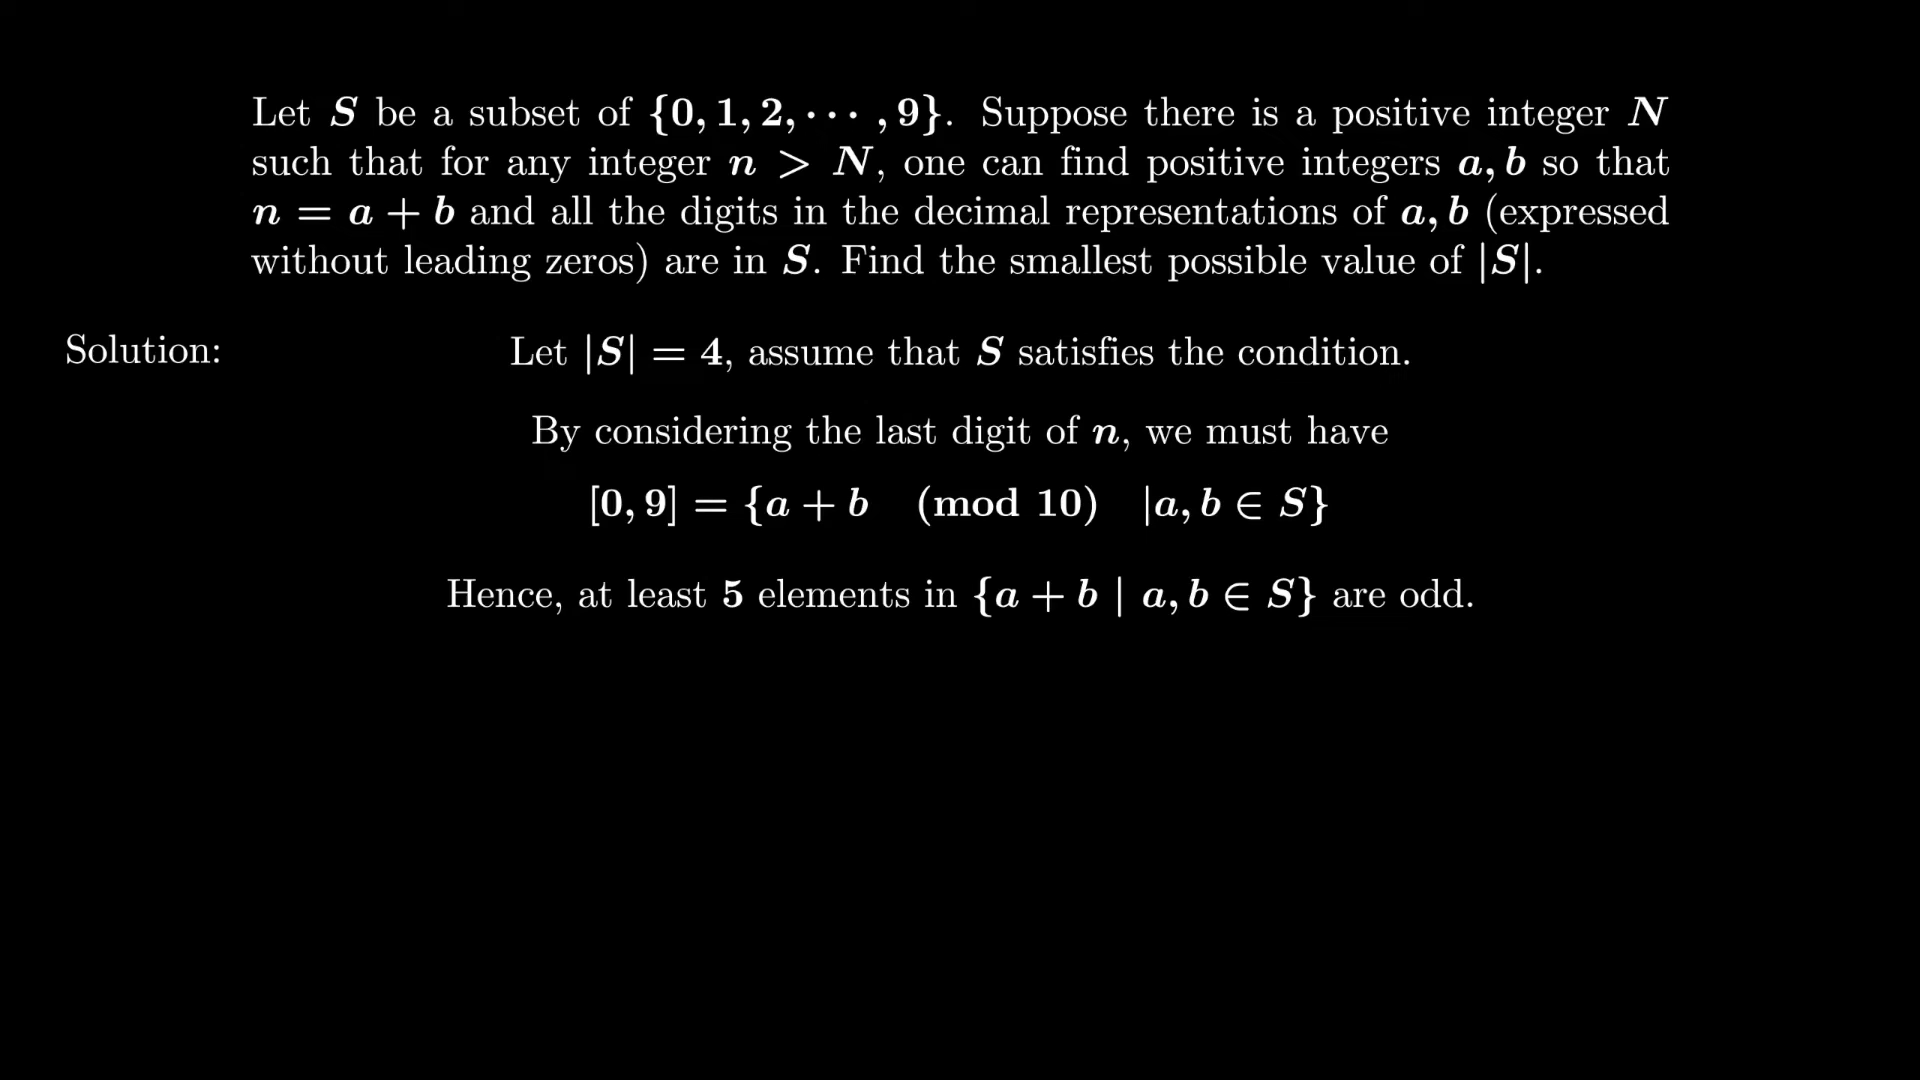 Let S be a subset of {0, 1, 2, ⋯ , 9}. Suppose there is a positive integer N
such that for any integer n > N, one can find positive integers a, b so that
n = a + b and all the digits in the decimal representations of a, b (expressed
without leading zeros) are in S. Find the smallest possible value of |S|.
Solution: Let |S| = 4, assume that S satisfies the condition.
By considering the last digit of n, we must have
[0, 9] = {a + b (mod 10) |a, b ∈ S}
Hence, at least 5 elements in {a + b | a, b ∈ S} are odd.